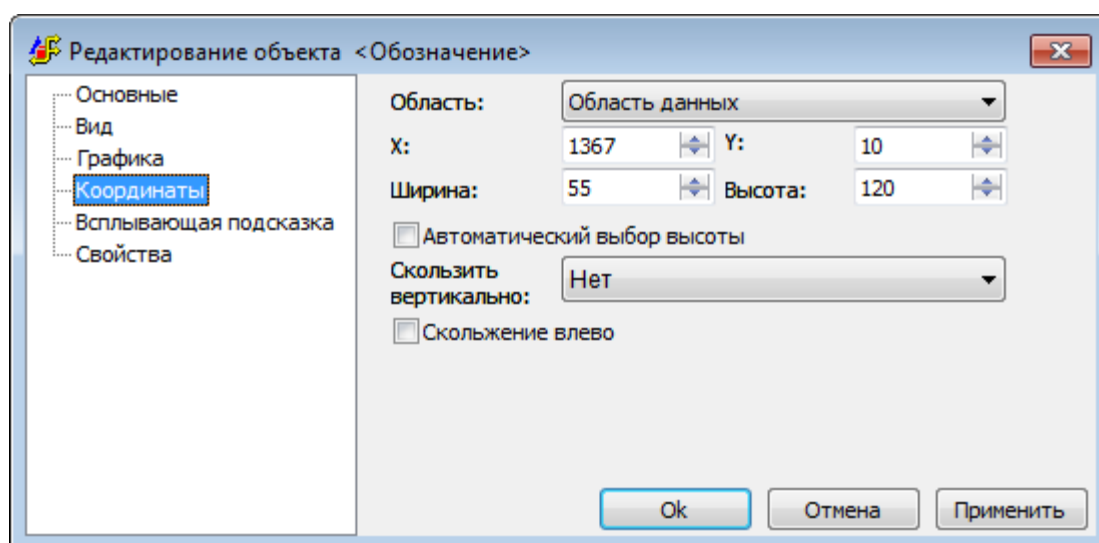 Редактирование объекта <Обозначение>
Основные
Вид
Графика
Координаты
Всплывающая подсказка
Свойства
Область: Область данных
X: 1367 Y: 10
Ширина: 55 Высота: 120
Автоматический выбор высоты
Скользить
вертикально: Нет
Скольжение влево
Ok Отмена Применить